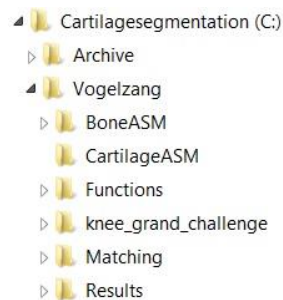 Cartilagesegmentation (C:)
Archive
Vogelzang
BoneASM
CartilageASM
Functions
knee_grand_challenge
Matching
Results